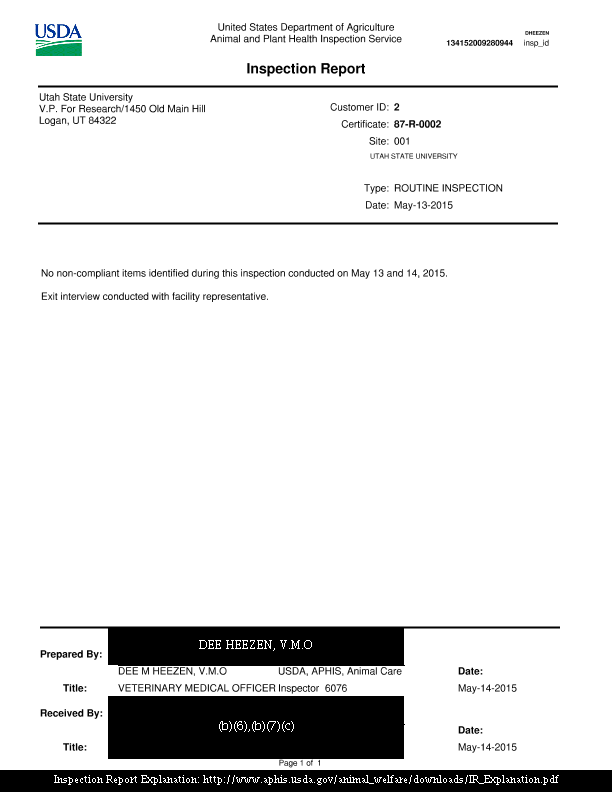 USDA
United States Department of Agriculture
Animal and Plant Health Inspection Service
DHEEZEN
134152009280944 insp_id
Inspection Report
Utah State University
V.P. For Research/1450 Old Main Hill
Logan, UT 84322
Customer ID: 2
Certificate: 87-R-0002
Site: 001
UTAH STATE UNIVERSITY
Type: ROUTINE INSPECTION
Date: May-13-2015
No non-compliant items identified during this inspection conducted on May 13 and 14, 2015.
Exit interview conducted with facility representative.
DEE HEEZEN, V.M.O
Prepared By:
DEE M HEEZEN, V.M.O USDA, APHIS, Animal Care Date:
Title: VETERINARY MEDICAL OFFICER Inspector 6076 May-14-2015
Received By:
(b)(6),(b)(7)(c)
Date:
Title: May-14-2015
Page 1 of 1
Inspection Report Explanation: http://www.aphis.usda.gov/animal_welfare/downloads/IR_Explanation.pdf